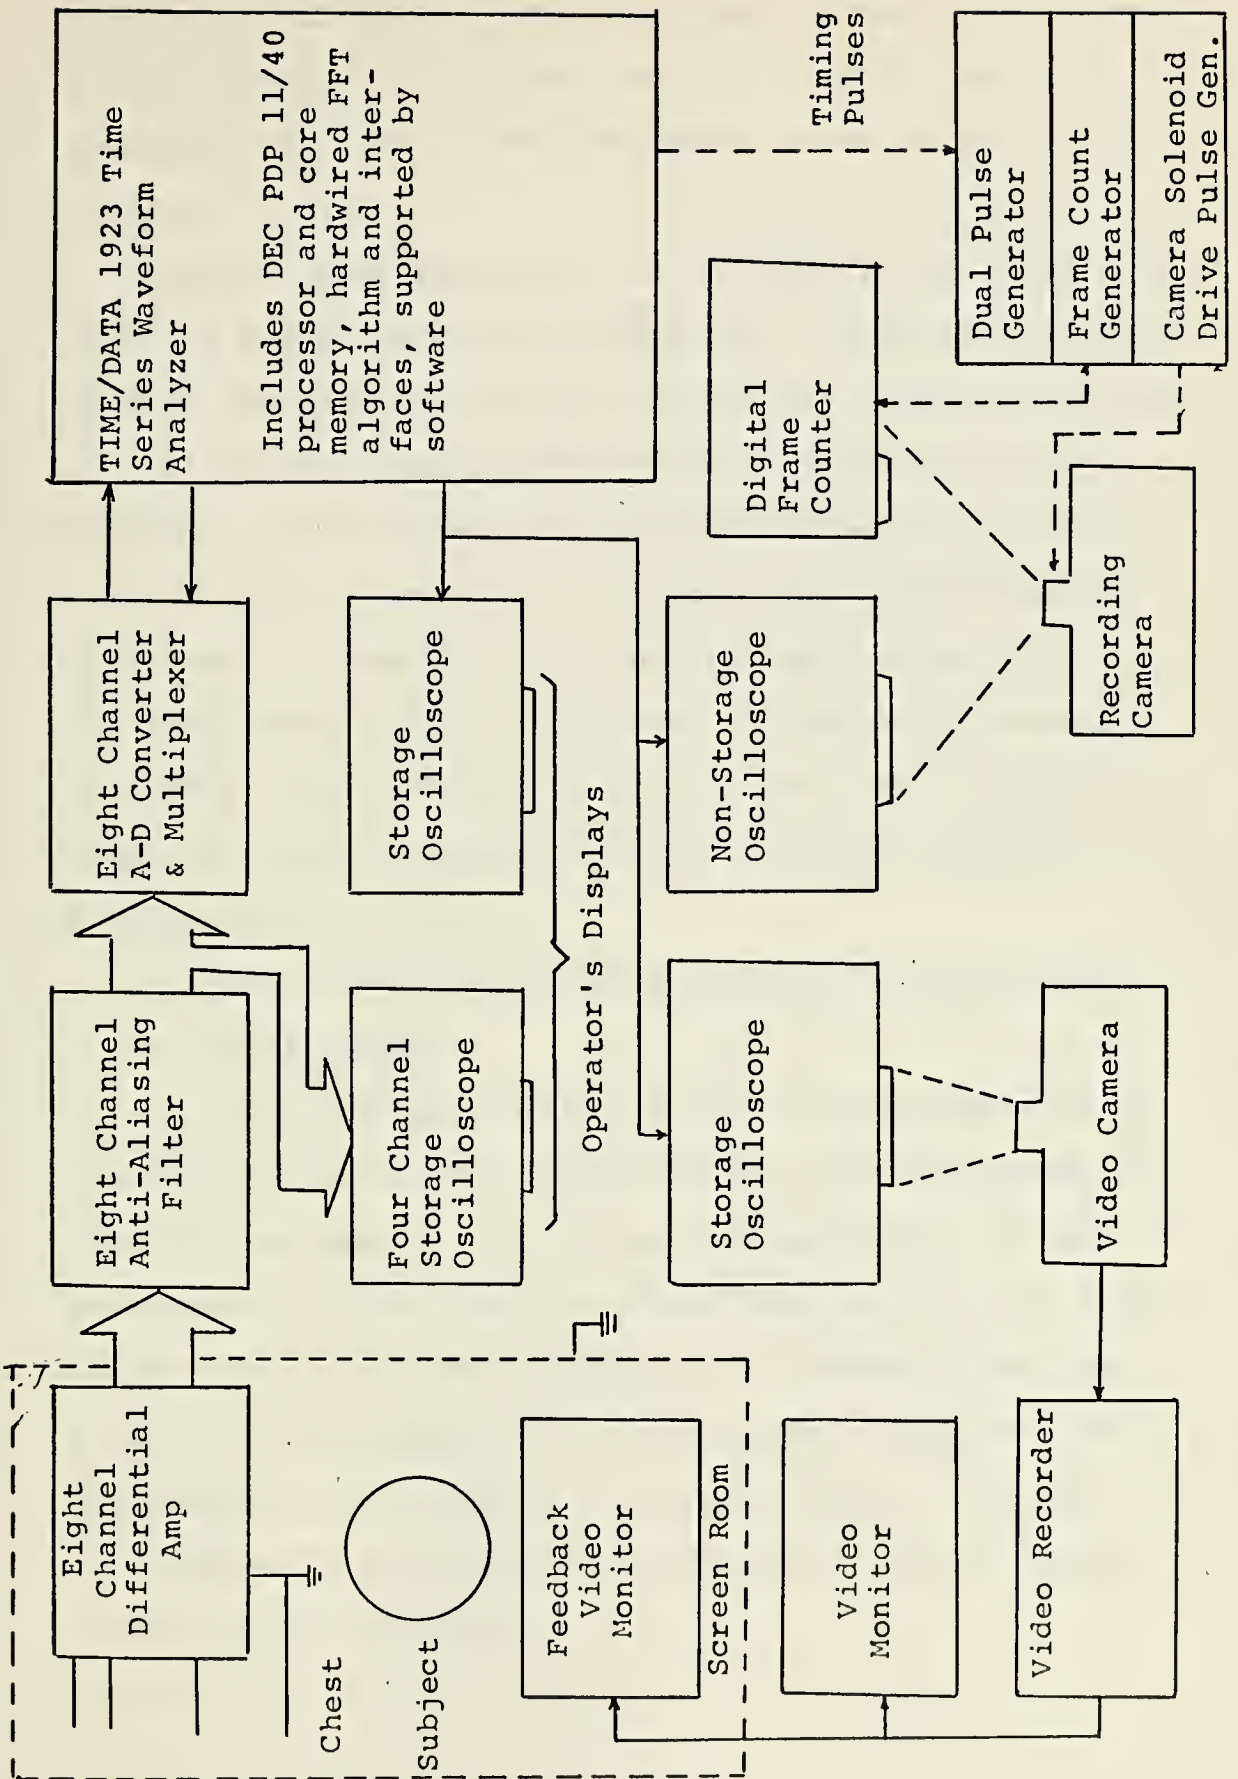 Eight
Channel
Differential
Amp
Eight Channel
Anti-Aliasing
Filter
Eight Channel
A-D Converter
& Multiplexer
TIME/DATA 1923 Time
Series Waveform
Analyzer
Includes DEC PDP 11/40
processor and core
memory, hardwired FFT
algorithm and inter-
faces, supported by
software
Chest
Subject
Four Channel
Storage
Oscilloscope
Storage
Oscilloscope
Operator's Displays
Feedback
Video
Monitor
Screen Room
Storage
Oscilloscope
Non-Storage
Oscilloscope
Digital
Frame
Counter
Timing
Pulses
Video
Monitor
Dual Pulse
Generator
Frame Count
Generator
Camera Solenoid
Drive Pulse Gen.
Video Recorder
Video Camera
Recording
Camera